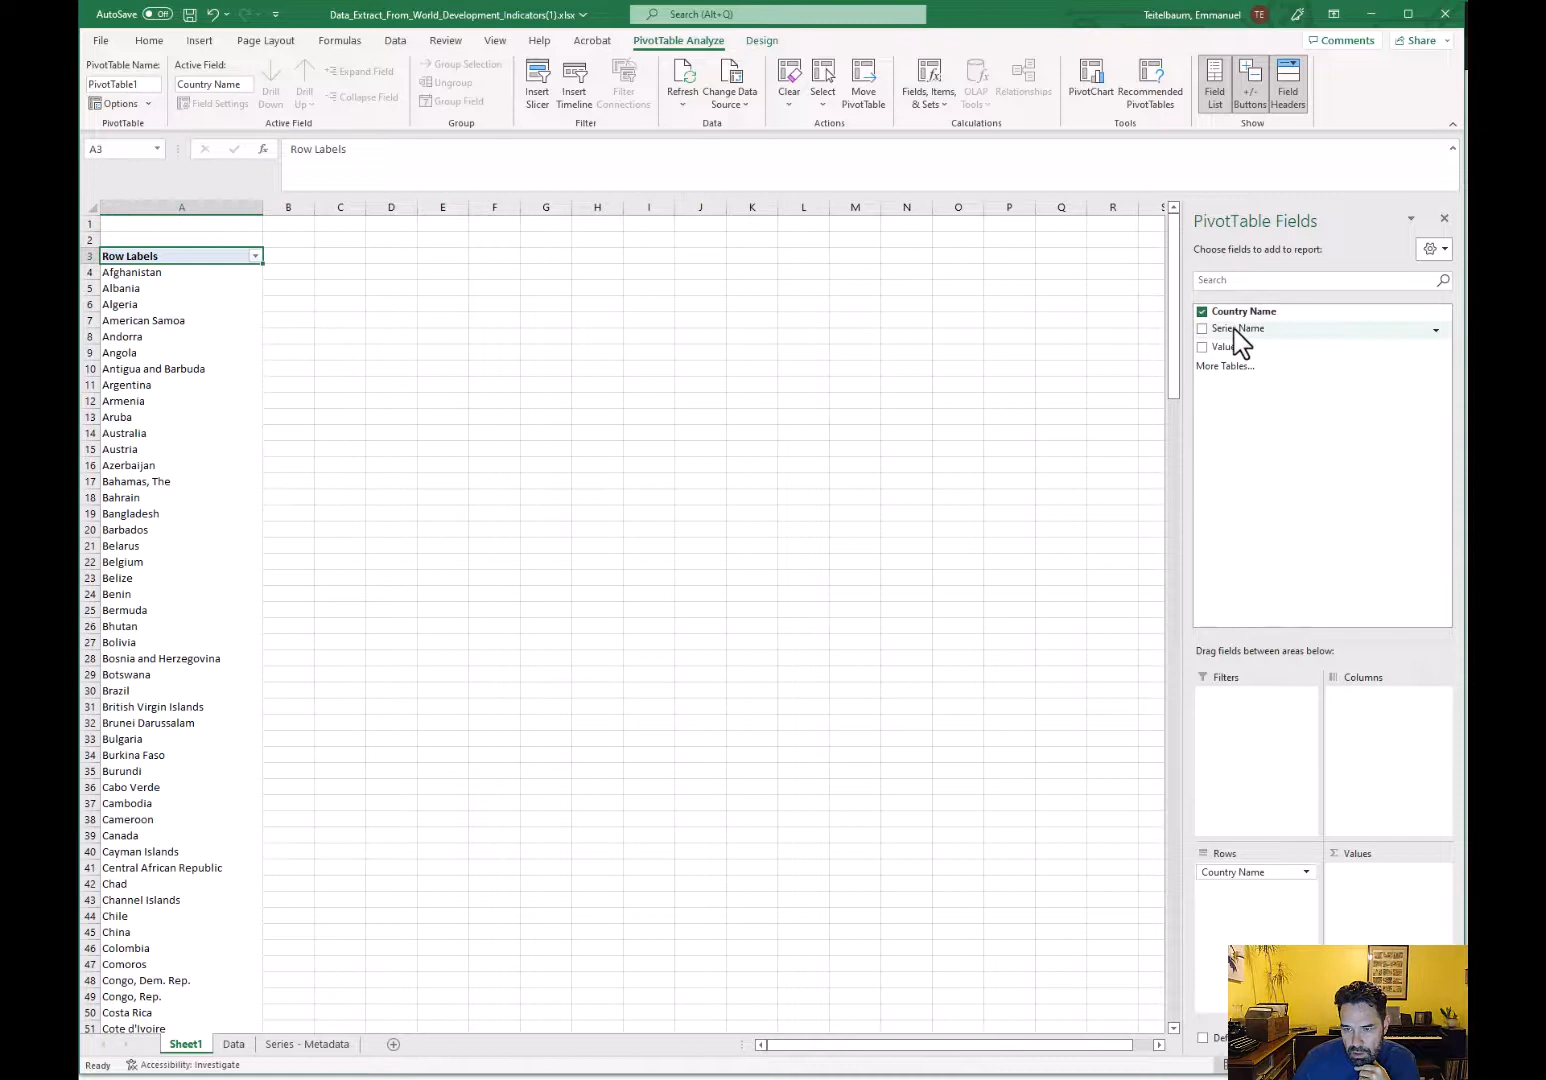 AutoSave Off Data_Extract_From_World_Development_Indicators(1).xlsx Search (Alt+Q) Teitelbaum, Emmanuel TE
File Home Insert Page Layout Formulas Data Review View Help Acrobat PivotTable Analyze Design Comments Share
PivotTable Name: Active Field:
PivotTable1 Country Name
Options Field Settings
Drill Down Drill Up
Expand Field
Collapse Field
Group Selection
Ungroup
Group Field
Insert Slicer Insert Timeline Filter Connections
Refresh Change Data Source
Clear Select Move PivotTable
Fields, Items, & Sets OLAP Tools Relationships
PivotChart Recommended PivotTables
Field List +/- Buttons Field Headers
PivotTable Active Field Group Filter Data Actions Calculations Tools Show
A3 fx Row Labels
A B C D E F G H I J K L M N O P Q R S
1
2
3 Row Labels
4 Afghanistan
5 Albania
6 Algeria
7 American Samoa
8 Andorra
9 Angola
10 Antigua and Barbuda
11 Argentina
12 Armenia
13 Aruba
14 Australia
15 Austria
16 Azerbaijan
17 Bahamas, The
18 Bahrain
19 Bangladesh
20 Barbados
21 Belarus
22 Belgium
23 Belize
24 Benin
25 Bermuda
26 Bhutan
27 Bolivia
28 Bosnia and Herzegovina
29 Botswana
30 Brazil
31 British Virgin Islands
32 Brunei Darussalam
33 Bulgaria
34 Burkina Faso
35 Burundi
36 Cabo Verde
37 Cambodia
38 Cameroon
39 Canada
40 Cayman Islands
41 Central African Republic
42 Chad
43 Channel Islands
44 Chile
45 China
46 Colombia
47 Comoros
48 Congo, Dem. Rep.
49 Congo, Rep.
50 Costa Rica
51 Cote d'Ivoire
PivotTable Fields
Choose fields to add to report:
Search
Country Name
Series Name
Value
More Tables...
Drag fields between areas below:
Filters Columns
Rows Σ Values
Country Name
Sheet1 Data Series - Metadata
Ready Accessibility: Investigate